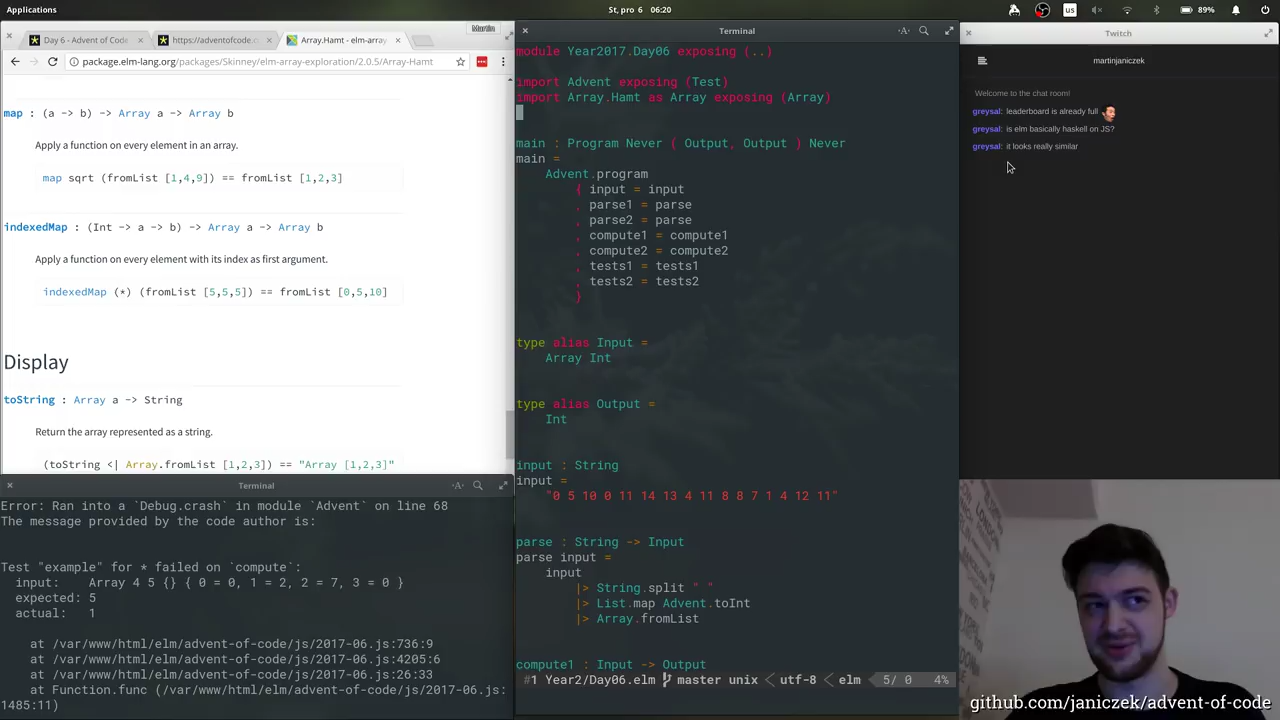 Applications
St, pro 6 06:20
us
89%
Day 6 - Advent of Code
https://adventofcode.c
Array.Hamt - elm-array
Martin
package.elm-lang.org/packages/Skinney/elm-array-exploration/2.0.5/Array-Hamt
map : (a -> b) -> Array a -> Array b
Apply a function on every element in an array.
map sqrt (fromList [1,4,9]) == fromList [1,2,3]
indexedMap : (Int -> a -> b) -> Array a -> Array b
Apply a function on every element with its index as first argument.
indexedMap (*) (fromList [5,5,5]) == fromList [0,5,10]
Display
toString : Array a -> String
Return the array represented as a string.
(toString <| Array.fromList [1,2,3]) == "Array [1,2,3]"
Terminal
Error: Ran into a `Debug.crash` in module `Advent` on line 68
The message provided by the code author is:
Test "example" for * failed on `compute`:
input: Array 4 5 {} { 0 = 0, 1 = 2, 2 = 7, 3 = 0 }
expected: 5
actual: 1
at /var/www/html/elm/advent-of-code/js/2017-06.js:736:9
at /var/www/html/elm/advent-of-code/js/2017-06.js:4205:6
at /var/www/html/elm/advent-of-code/js/2017-06.js:26:33
at Function.func (/var/www/html/elm/advent-of-code/js/2017-06.js:
1485:11)
Terminal
module Year2017.Day06 exposing (..)
import Advent exposing (Test)
import Array.Hamt as Array exposing (Array)
main : Program Never ( Output, Output ) Never
main =
Advent.program
{ input = input
, parse1 = parse
, parse2 = parse
, compute1 = compute1
, compute2 = compute2
, tests1 = tests1
, tests2 = tests2
}
type alias Input =
Array Int
type alias Output =
Int
input : String
input =
"0 5 10 0 11 14 13 4 11 8 8 7 1 4 12 11"
parse : String -> Input
parse input =
input
|> String.split " "
|> List.map Advent.toInt
|> Array.fromList
compute1 : Input -> Output
#1 Year2/Day06.elm master unix utf-8 elm 5/ 0 4%
Twitch
martinjaniczek
Welcome to the chat room!
greysal: leaderboard is already full
greysal: is elm basically haskell on JS?
greysal: it looks really similar
github.com/janiczek/advent-of-code